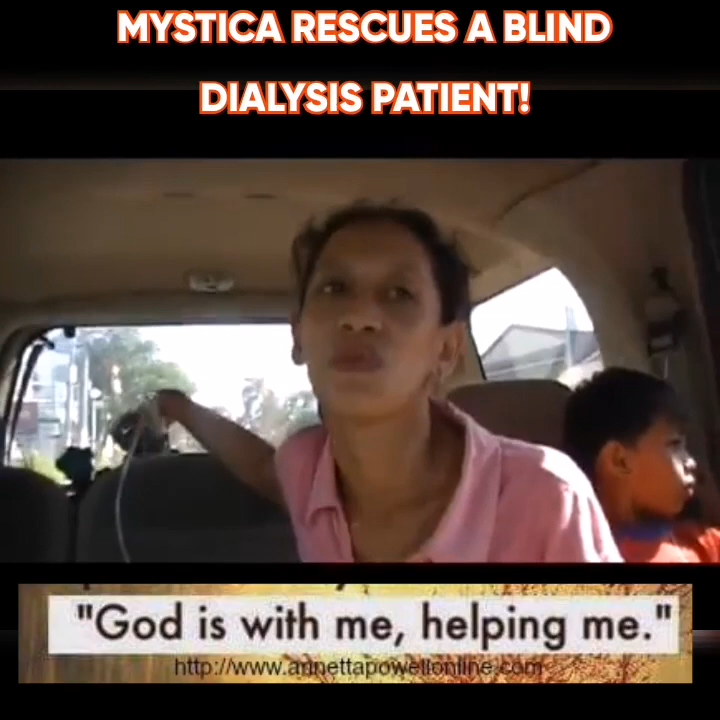 MYSTICA RESCUES A BLIND
DIALYSIS PATIENT!
"God is with me, helping me."
http://www.annettapowellonline.com